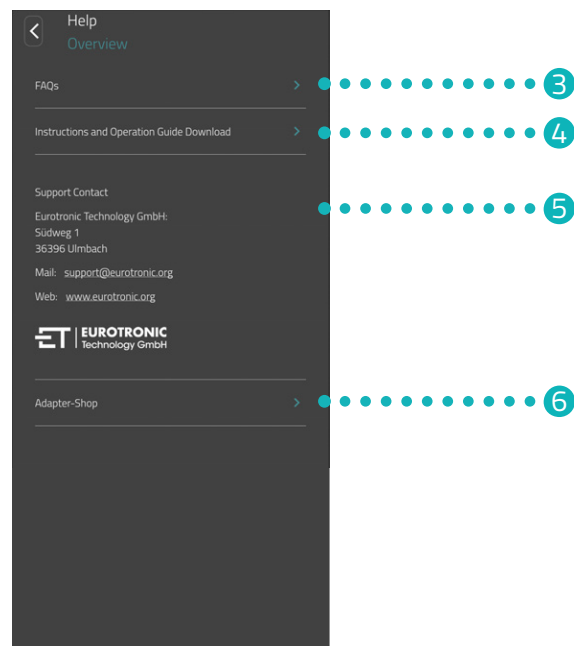 Help
Overview
FAQs
3
Instructions and Operation Guide Download
4
Support Contact
5
Eurotronic Technology GmbH:
Südweg 1
36396 Ulmbach
Mail: support@eurotronic.org
Web: www.eurotronic.org
ET EUROTRONIC
Technology GmbH
Adapter-Shop
6